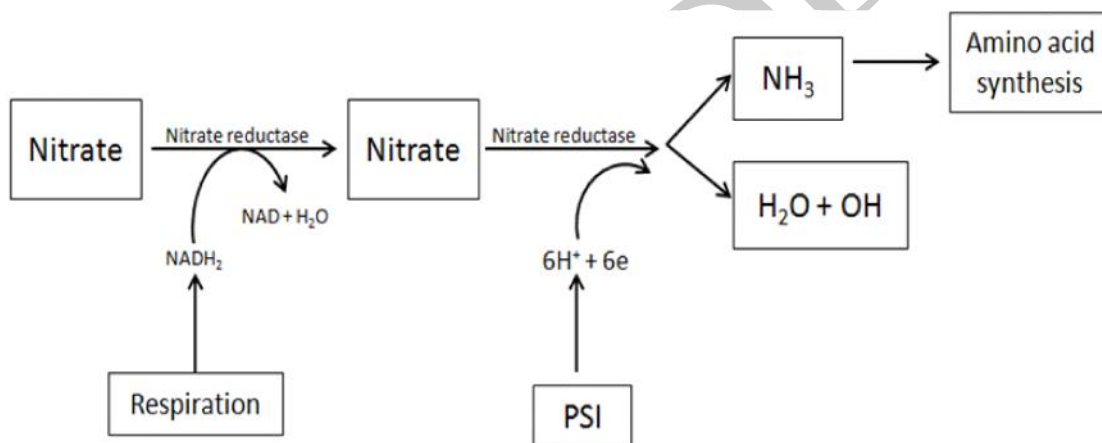 Amino acid
synthesis
NH₃
Nitrate
Nitrate reductase
Nitrate
Nitrate reductase
H₂O + OH
NAD + H₂O
NADH₂
6H⁺ + 6e
Respiration
PSI